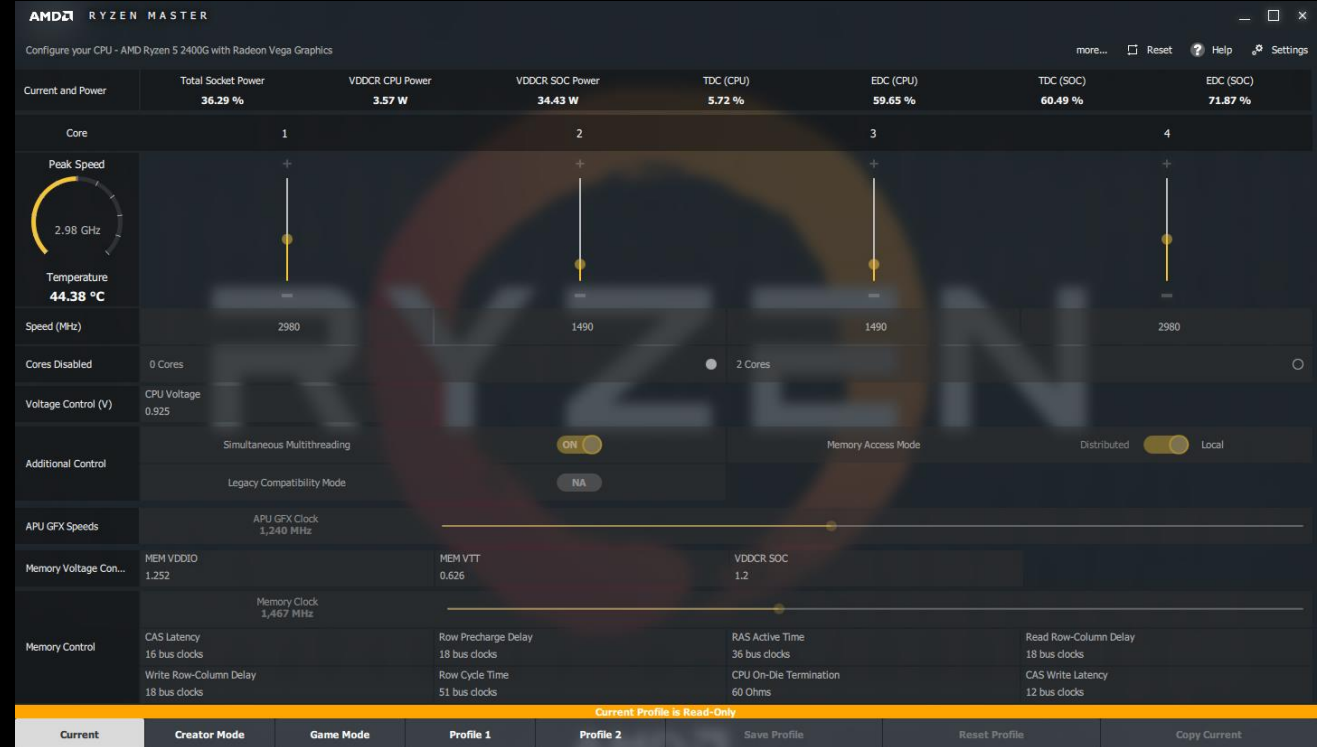 AMD RYZEN MASTER
Configure your CPU - AMD Ryzen 5 2400G with Radeon Vega Graphics more... Reset Help Settings
Current and Power
Total Socket Power VDDCR CPU Power VDDCR SOC Power TDC (CPU) EDC (CPU) TDC (SOC) EDC (SOC)
36.29 % 3.57 W 34.43 W 5.72 % 59.65 % 60.49 % 71.87 %
Core 1 2 3 4
Peak Speed
2.98 GHz
Temperature
44.38 °C
RYZEN
Speed (MHz) 2980 1490 1490 2980
Cores Disabled 0 Cores 2 Cores
Voltage Control (V)
CPU Voltage
0.925
Additional Control
Simultaneous Multithreading ON Memory Access Mode Distributed Local
Legacy Compatibility Mode NA
APU GFX Speeds
APU GFX Clock
1,240 MHz
Memory Voltage Con...
MEM VDDIO MEM VTT VDDCR SOC
1.252 0.626 1.2
Memory Control
Memory Clock
1,467 MHz
CAS Latency Row Precharge Delay RAS Active Time Read Row-Column Delay
16 bus clocks 18 bus clocks 36 bus clocks 18 bus clocks
Write Row-Column Delay Row Cycle Time CPU On-Die Termination CAS Write Latency
18 bus clocks 51 bus clocks 60 Ohms 12 bus clocks
Current Profile is Read-Only
Current Creator Mode Game Mode Profile 1 Profile 2 Save Profile Reset Profile Copy Current